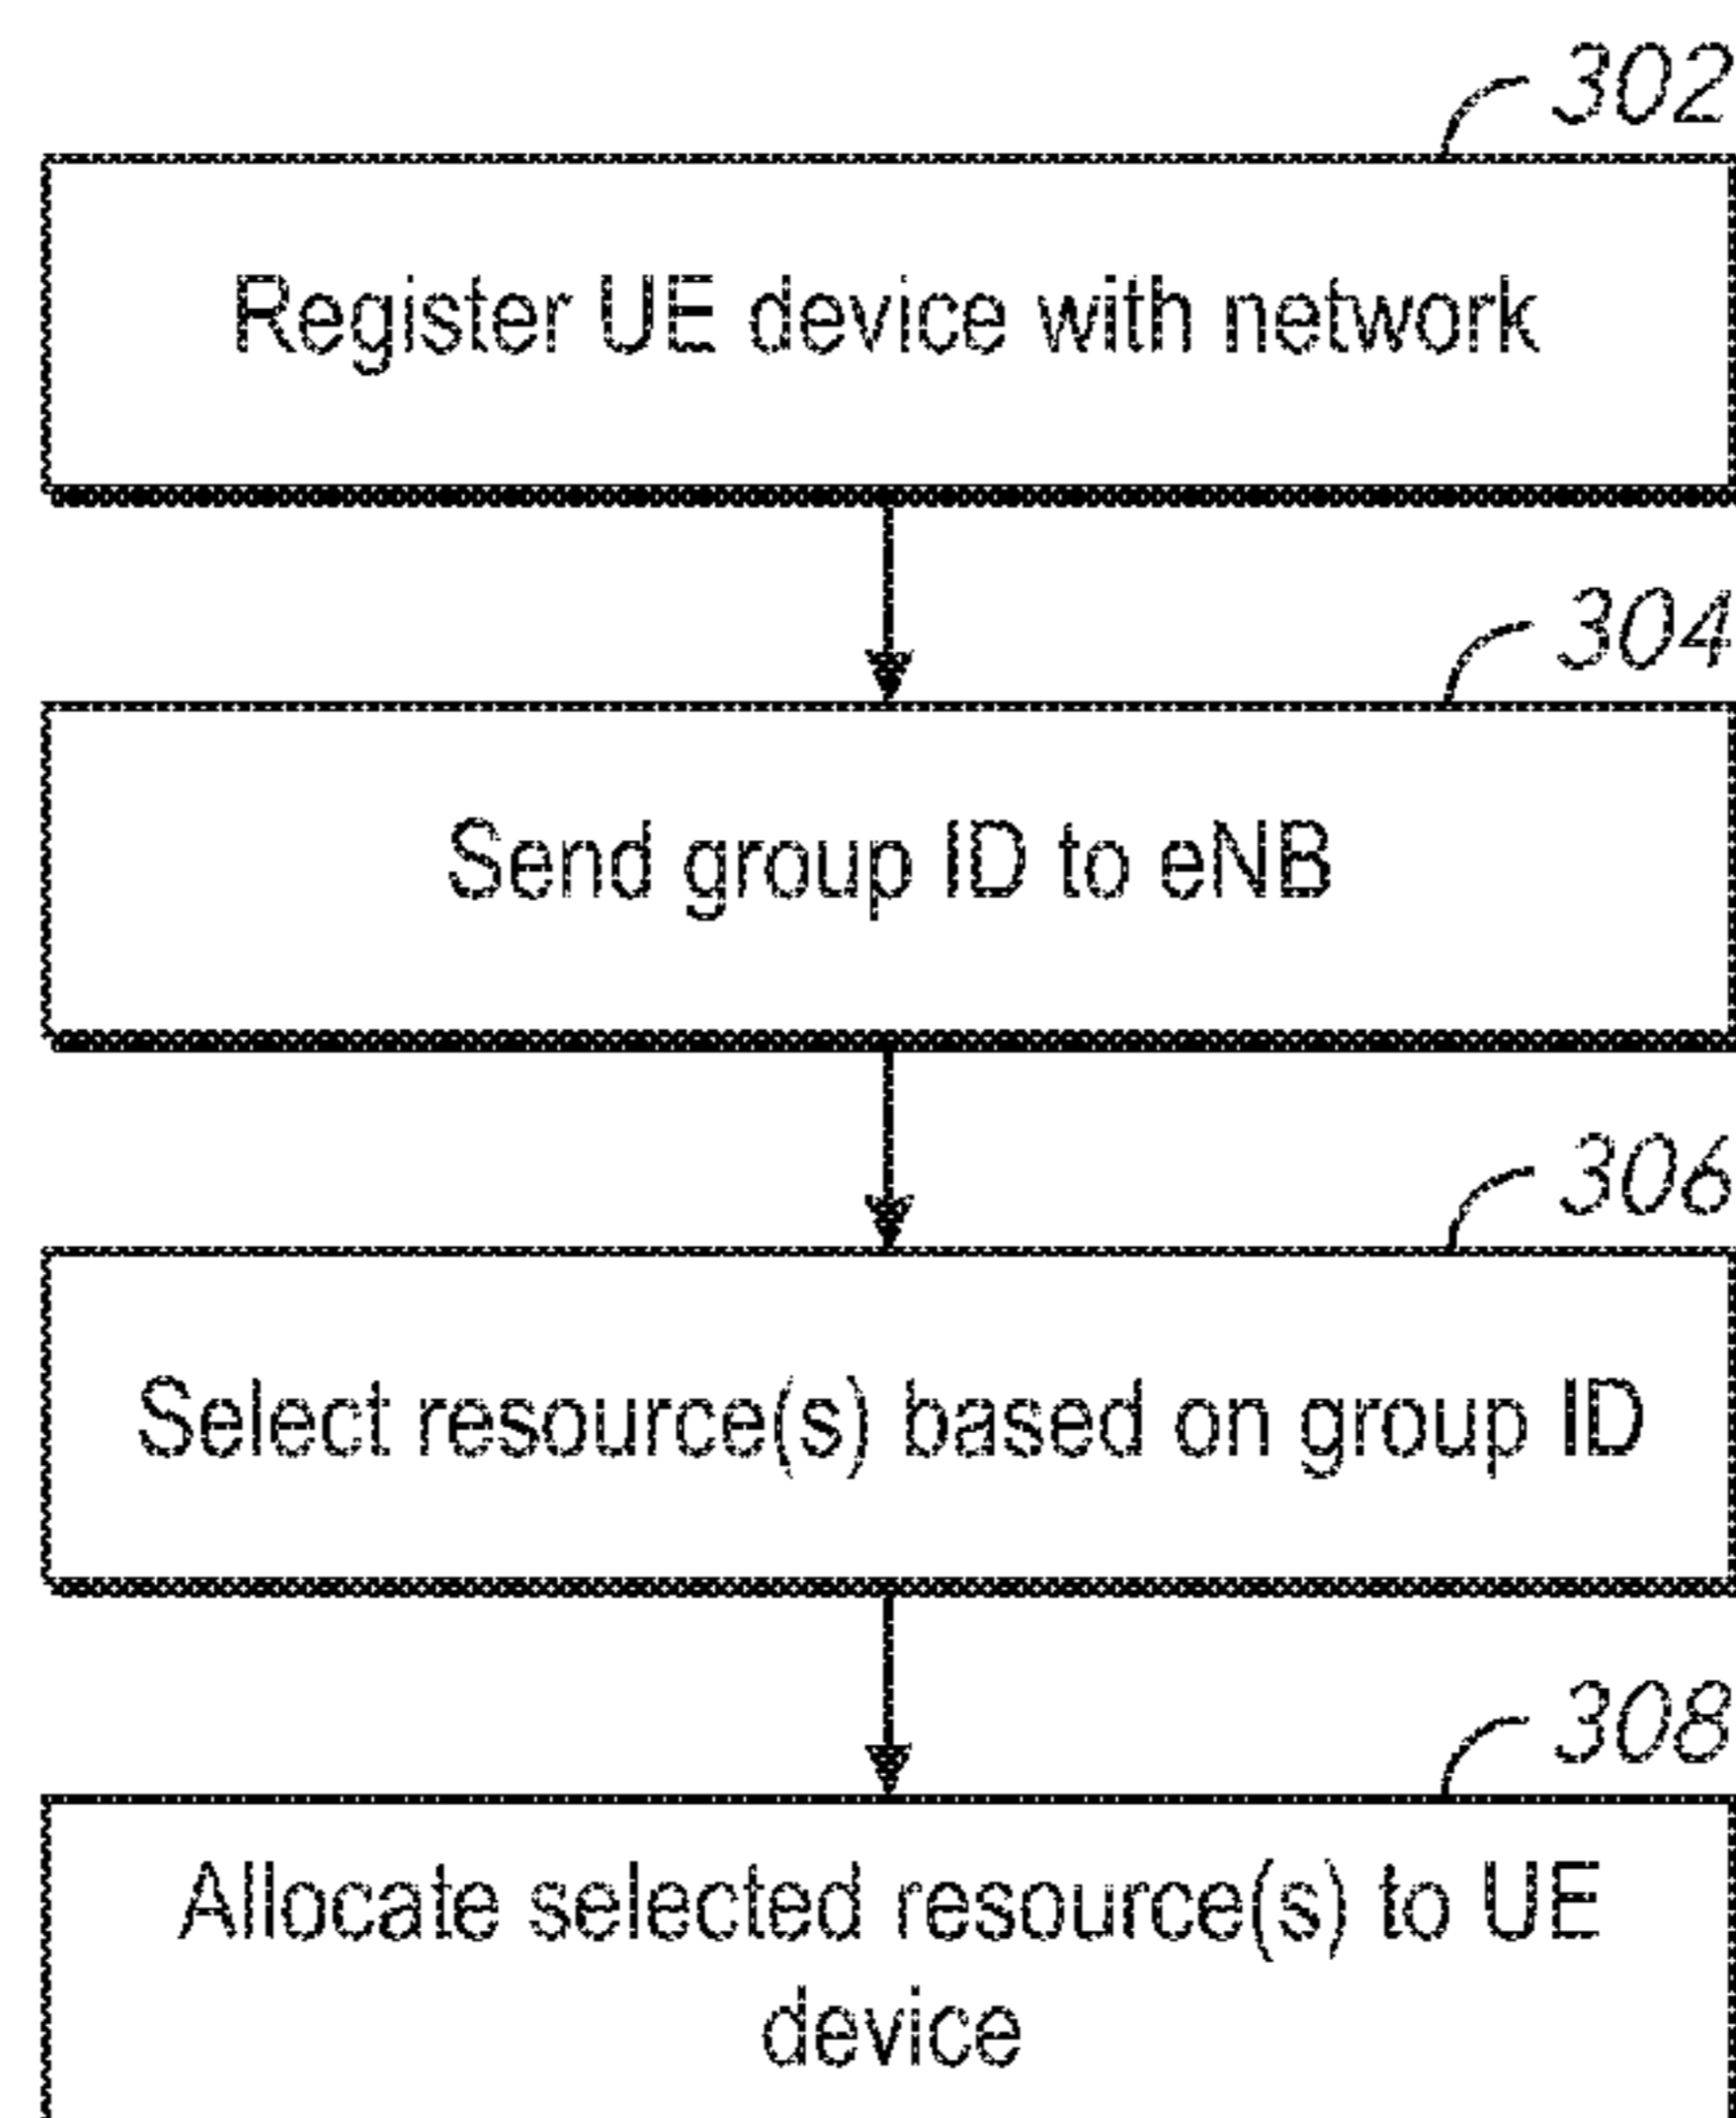 302
Register UE device with network
304
Send group ID to eNB
306
Select resource(s) based on group ID
308
Allocate selected resource(s) to UE
device